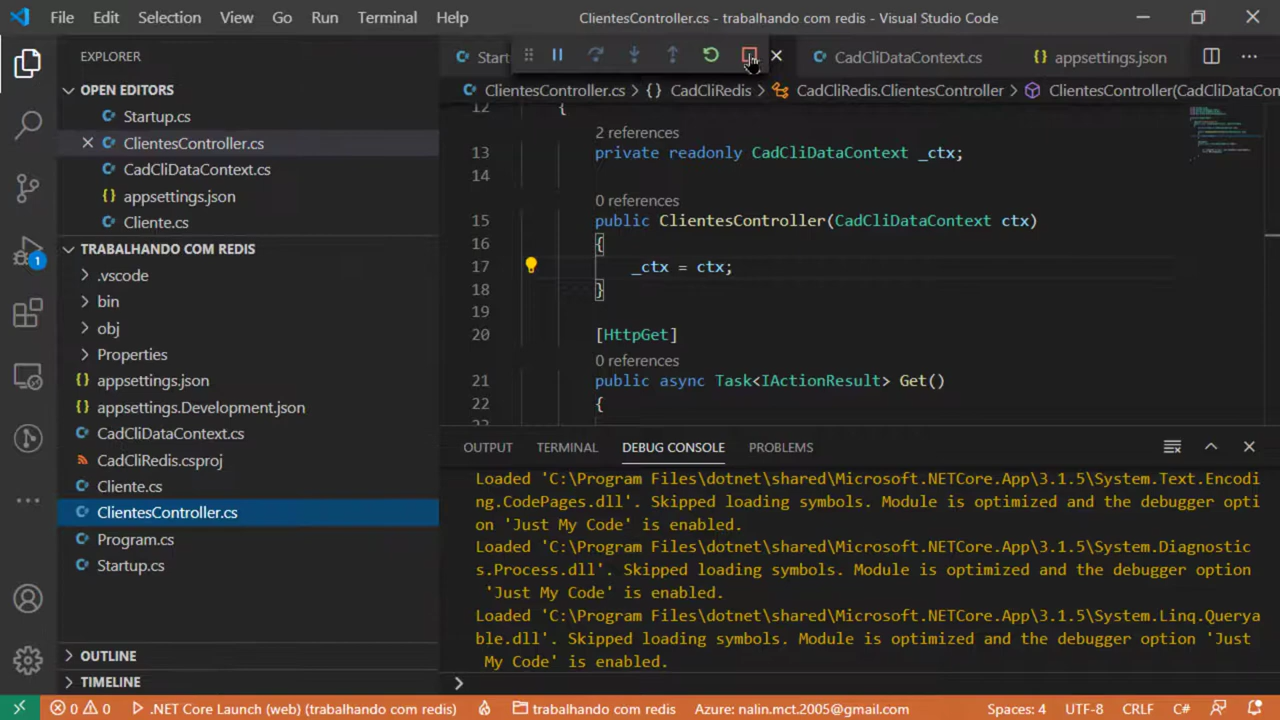 File Edit Selection View Go Run Terminal Help ClientesController.cs - trabalhando com redis - Visual Studio Code
EXPLORER
OPEN EDITORS
Startup.cs
ClientesController.cs
CadCliDataContext.cs
appsettings.json
Cliente.cs
TRABALHANDO COM REDIS
.vscode
bin
obj
Properties
appsettings.json
appsettings.Development.json
CadCliDataContext.cs
CadCliRedis.csproj
Cliente.cs
ClientesController.cs
Program.cs
Startup.cs
OUTLINE
TIMELINE
1
Start CadCliDataContext.cs appsettings.json
ClientesController.cs > {} CadCliRedis > CadCliRedis.ClientesController > ClientesController(CadCliDataCon
12 {
2 references
13 private readonly CadCliDataContext _ctx;
14
0 references
15 public ClientesController(CadCliDataContext ctx)
16 {
17 _ctx = ctx;
18 }
19
20 [HttpGet]
0 references
21 public async Task<IActionResult> Get()
22 {
OUTPUT TERMINAL DEBUG CONSOLE PROBLEMS
Loaded 'C:\Program Files\dotnet\shared\Microsoft.NETCore.App\3.1.5\System.Text.Encodi
ng.CodePages.dll'. Skipped loading symbols. Module is optimized and the debugger opti
on 'Just My Code' is enabled.
Loaded 'C:\Program Files\dotnet\shared\Microsoft.NETCore.App\3.1.5\System.Diagnostic
s.Process.dll'. Skipped loading symbols. Module is optimized and the debugger option
'Just My Code' is enabled.
Loaded 'C:\Program Files\dotnet\shared\Microsoft.NETCore.App\3.1.5\System.Linq.Querya
ble.dll'. Skipped loading symbols. Module is optimized and the debugger option 'Just
My Code' is enabled.
0 0 .NET Core Launch (web) (trabalhando com redis) trabalhando com redis Azure: nalin.mct.2005@gmail.com Spaces: 4 UTF-8 CRLF C#